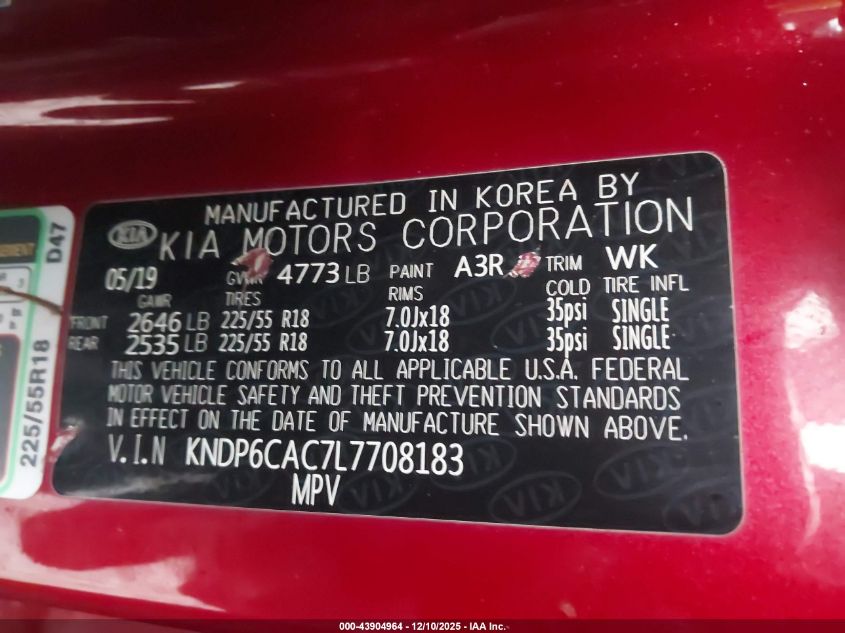 MANUFACTURED IN KOREA BY
KIA KIA MOTORS CORPORATION
05/19 4773 LB PAINT A3R TRIM WK
GAWR TIRES RIMS COLD TIRE INFL
FRONT 2646 LB 225/55 R18 7.0Jx18 35psi SINGLE
REAR 2535 LB 225/55 R18 7.0Jx18 35psi SINGLE
THIS VEHICLE CONFORMS TO ALL APPLICABLE U.S.A. FEDERAL
MOTOR VEHICLE SAFETY AND THEFT PREVENTION STANDARDS
IN EFFECT ON THE DATE OF MANUFACTURE SHOWN ABOVE.
V.I.N KNDP6CAC7L7708183
MPV
D47
225/55R18
000-43904964 - 12/10/2025 - IAA Inc.